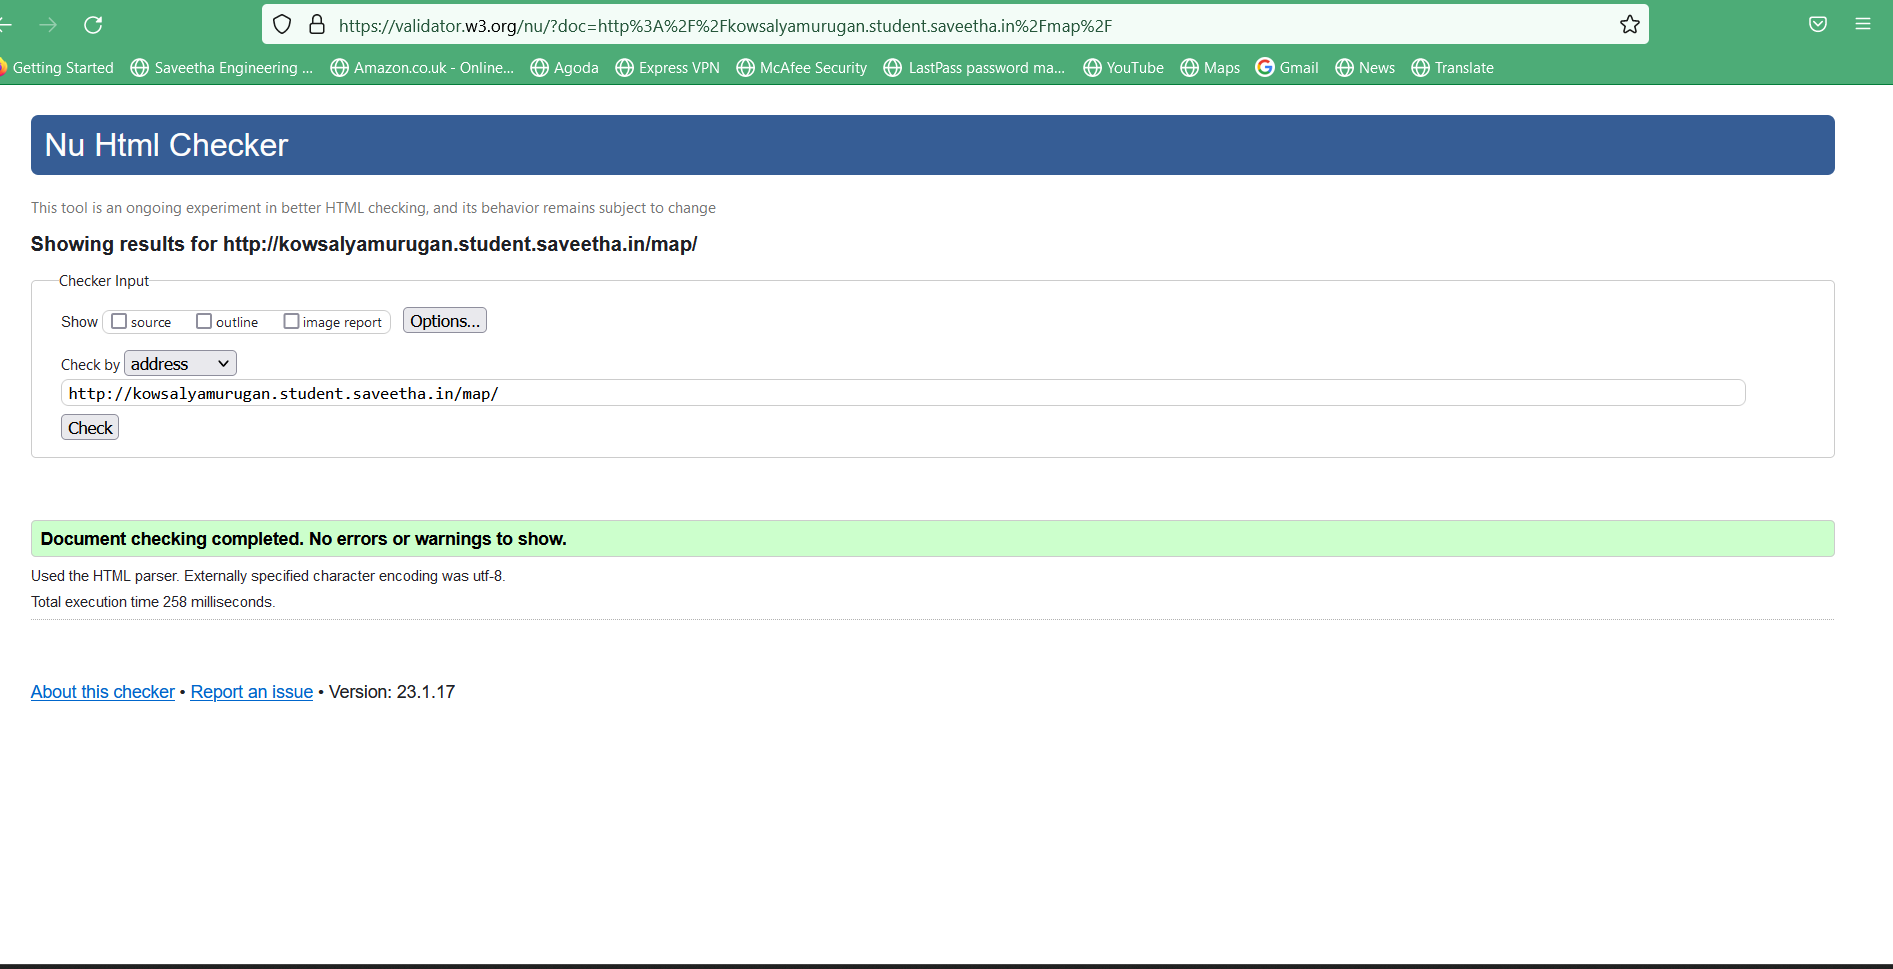 https://validator.w3.org/nu/?doc=http%3A%2F%2Fkowsalyamurugan.student.saveetha.in%2Fmap%2F
Getting Started Saveetha Engineering ... Amazon.co.uk - Online... Agoda Express VPN McAfee Security LastPass password ma... YouTube Maps Gmail News Translate
Nu Html Checker
This tool is an ongoing experiment in better HTML checking, and its behavior remains subject to change
Showing results for http://kowsalyamurugan.student.saveetha.in/map/
Checker Input
Show source outline image report Options...
Check by address
http://kowsalyamurugan.student.saveetha.in/map/
Check
Document checking completed. No errors or warnings to show.
Used the HTML parser. Externally specified character encoding was utf-8.
Total execution time 258 milliseconds.
About this checker • Report an issue • Version: 23.1.17